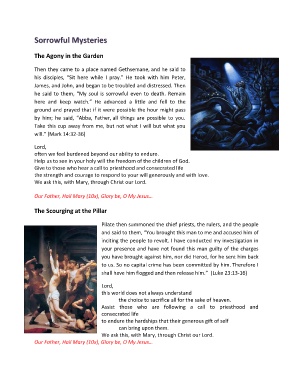 Sorrowful Mysteries
The Agony in the Garden
Then they came to a place named Gethsemane, and he said to
his disciples, "Sit here while I pray." He took with him Peter,
James, and John, and began to be troubled and distressed. Then
he said to them, "My soul is sorrowful even to death. Remain
here and keep watch." He advanced a little and fell to the
ground and prayed that if it were possible the hour might pass
by him; he said, "Abba, Father, all things are possible to you.
Take this cup away from me, but not what I will but what you
will." (Mark 14:32-36)
Lord,
often we feel burdened beyond our ability to endure.
Help us to see in your holy will the freedom of the children of God.
Give to those who hear a call to priesthood and consecrated life
the strength and courage to respond to your will generously and with love.
We ask this, with Mary, through Christ our Lord.
Our Father, Hail Mary (10x), Glory be, O My Jesus...
The Scourging at the Pillar
Pilate then summoned the chief priests, the rulers, and the people
and said to them, "You brought this man to me and accused him of
inciting the people to revolt. I have conducted my investigation in
your presence and have not found this man guilty of the charges
you have brought against him, nor did Herod, for he sent him back
to us. So no capital crime has been committed by him. Therefore I
shall have him flogged and then release him." (Luke 23:13-16)
Lord,
this world does not always understand
the choice to sacrifice all for the sake of heaven.
Assist those who are following a call to priesthood and
consecrated life
to endure the hardships that their generous gift of self
can bring upon them.
We ask this, with Mary, through Christ our Lord.
Our Father, Hail Mary (10x), Glory be, O My Jesus...